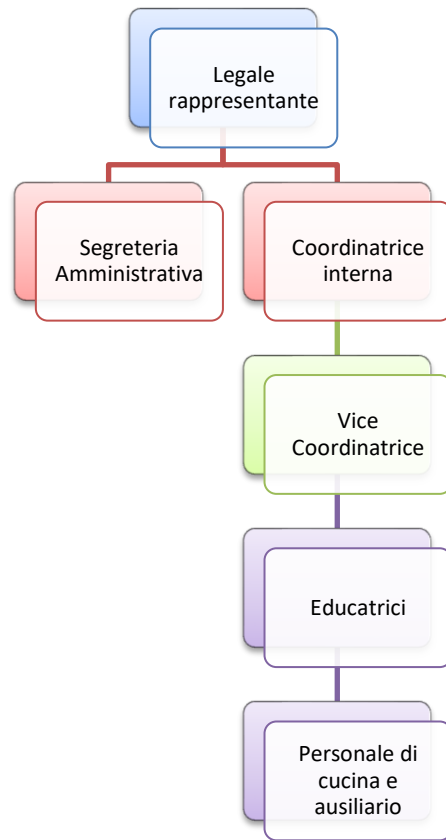 Legale
rappresentante
Segreteria
Amministrativa
Coordinatrice
interna
Vice
Coordinatrice
Educatrici
Personale di
cucina e
ausiliario